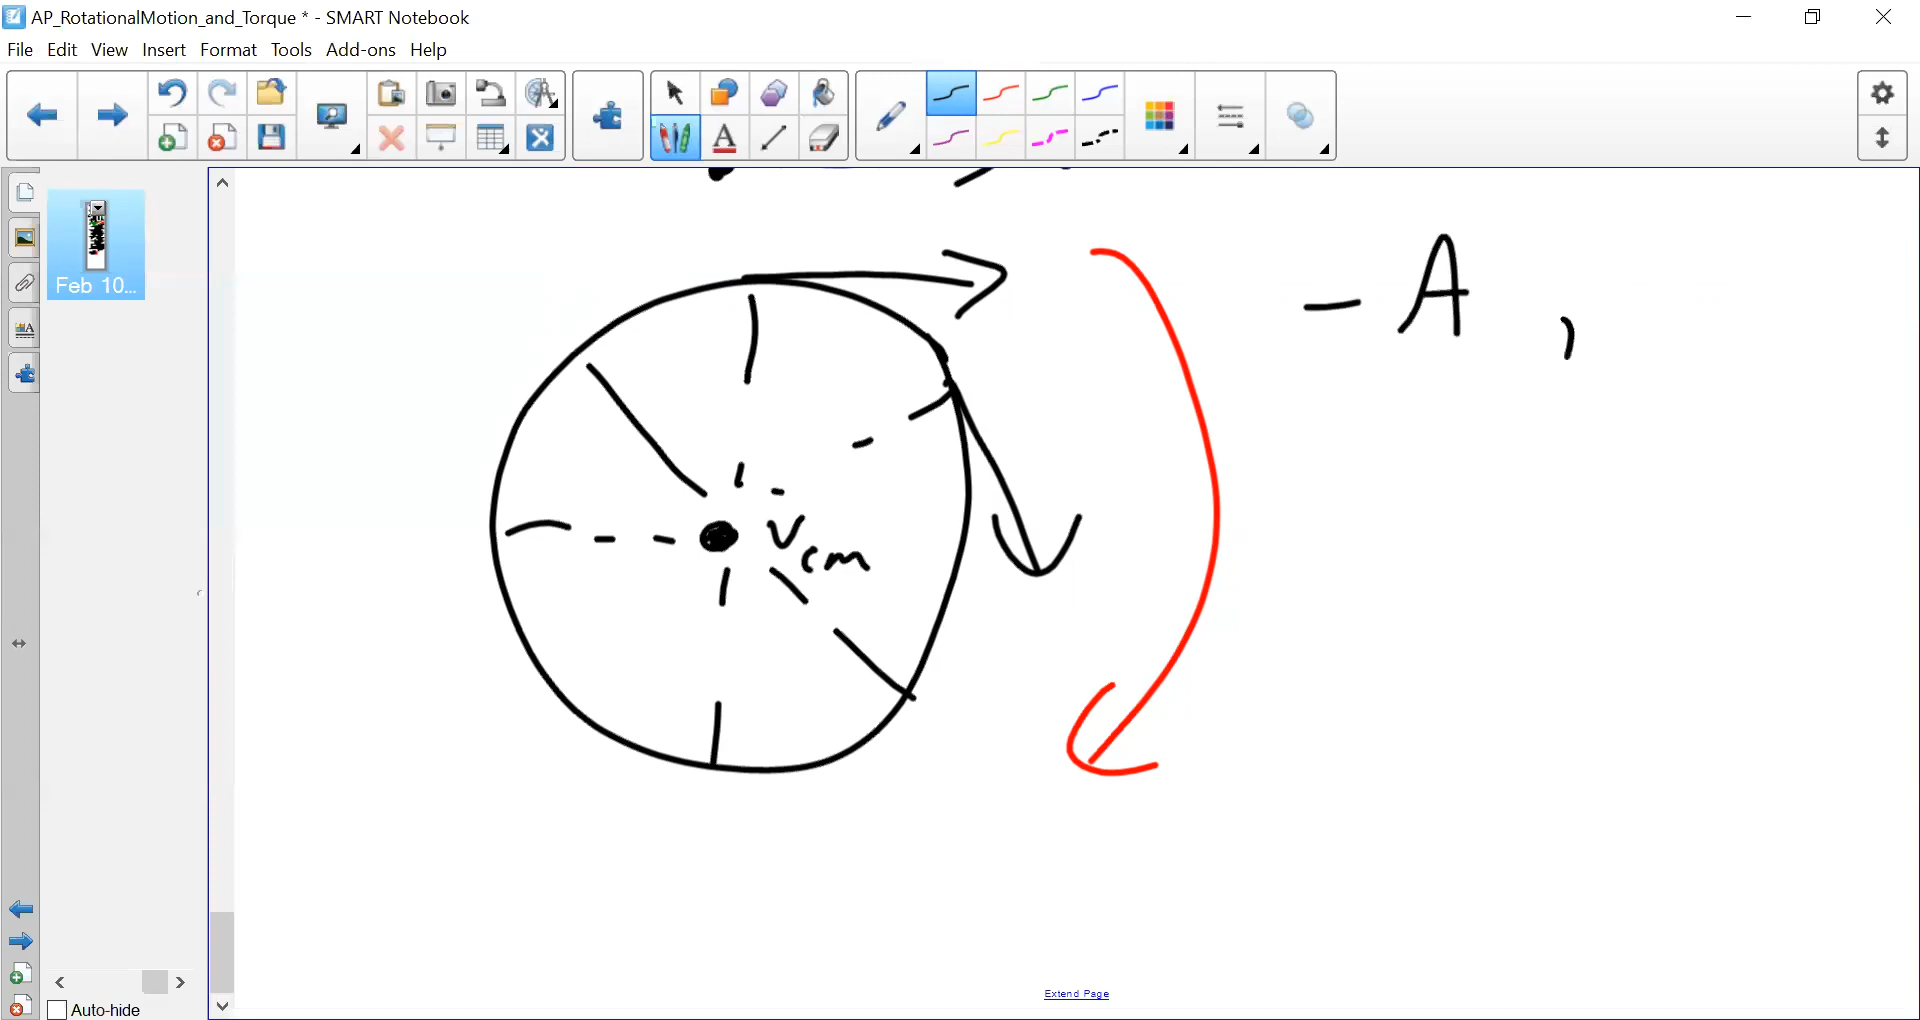 AP_RotationalMotion_and_Torque * - SMART Notebook
File Edit View Insert Format Tools Add-ons Help
Feb 10...
- A ,
Vcm
Extend Page
Auto-hide